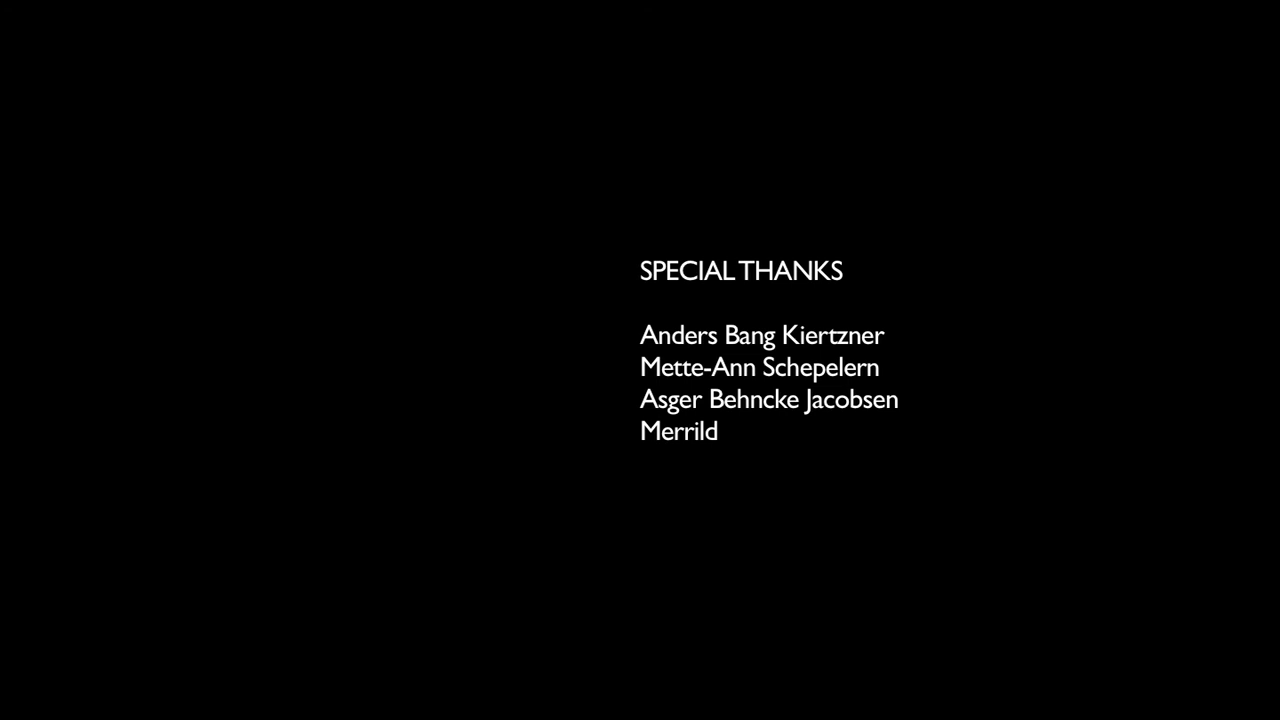 SPECIAL THANKS
Anders Bang Kiertzner
Mette-Ann Schepelern
Asger Behncke Jacobsen
Merrild